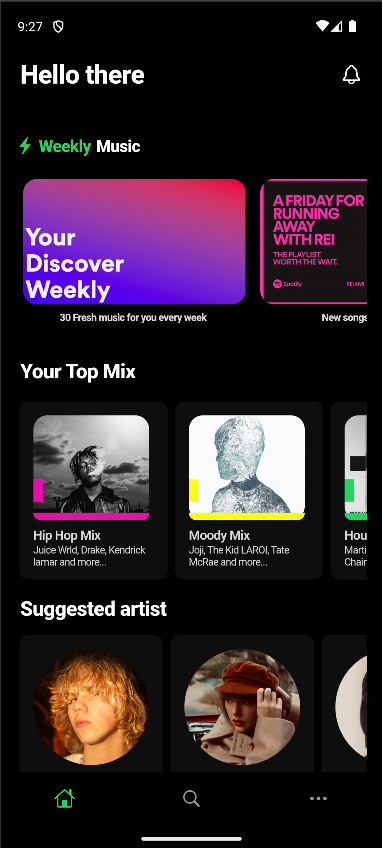 9:27
Hello there
Weekly Music
Your
Discover
Weekly
A FRIDAY FOR
RUNNING
AWAY
WITH REI
THE PLAYLIST
WORTH THE WAIT.
Spotify
REI AMI
30 Fresh music for you every week
New songs
Your Top Mix
Hip Hop Mix
Juice Wrld, Drake, Kendrick
lamar and more...
Moody Mix
Joji, The Kid LAROI, Tate
McRae and more...
Hou
Marti
Chain
Suggested artist